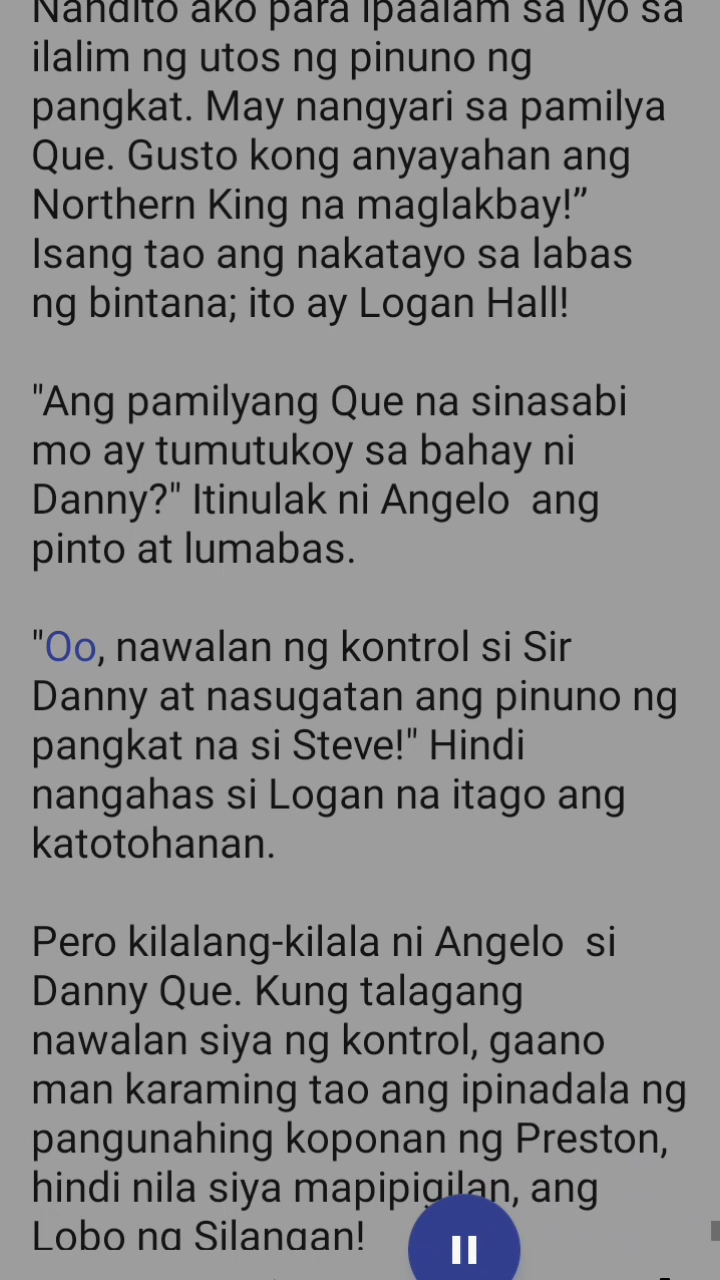 Nandito ako para ipaalam sa iyo sa
ilalim ng utos ng pinuno ng
pangkat. May nangyari sa pamilya
Que. Gusto kong anyayahan ang
Northern King na maglakbay!”
Isang tao ang nakatayo sa labas
ng bintana; ito ay Logan Hall!
"Ang pamilyang Que na sinasabi
mo ay tumutukoy sa bahay ni
Danny?" Itinulak ni Angelo  ang
pinto at lumabas.
"Oo, nawalan ng kontrol si Sir
Danny at nasugatan ang pinuno ng
pangkat na si Steve!" Hindi
nangahas si Logan na itago ang
katotohanan.
Pero kilalang-kilala ni Angelo  si
Danny Que. Kung talagang
nawalan siya ng kontrol, gaano
man karaming tao ang ipinadala ng
pangunahing koponan ng Preston,
hindi nila siya mapipigilan, ang
Lobo ng Silangan!